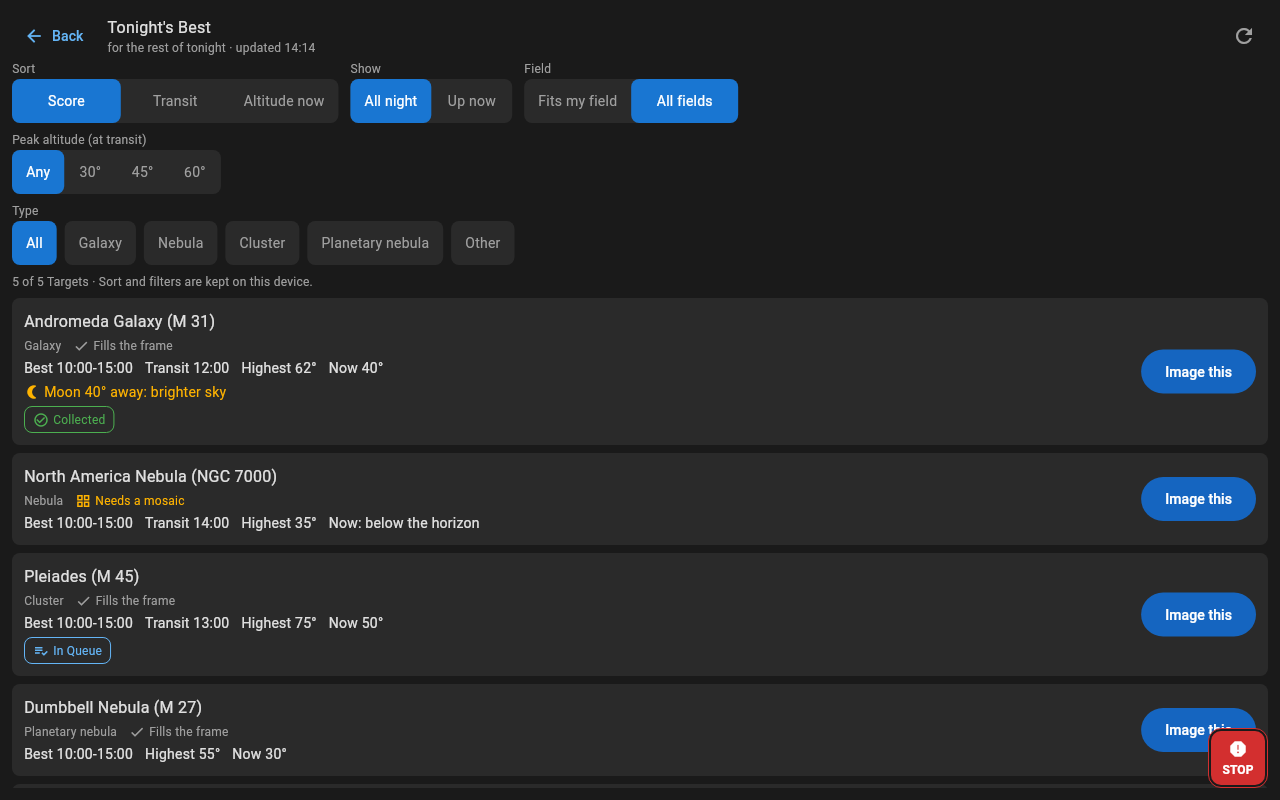 Back
Tonight's Best
for the rest of tonight · updated 14:14
Sort
Show
Field
Score
Transit
Altitude now
All night
Up now
Fits my field
All fields
Peak altitude (at transit)
Any
30°
45°
60°
Type
All
Galaxy
Nebula
Cluster
Planetary nebula
Other
5 of 5 Targets · Sort and filters are kept on this device.
Andromeda Galaxy (M 31)
Galaxy Fills the frame
Best 10:00-15:00 Transit 12:00 Highest 62° Now 40°
Moon 40° away: brighter sky
Collected
Image this
North America Nebula (NGC 7000)
Nebula Needs a mosaic
Best 10:00-15:00 Transit 14:00 Highest 35° Now: below the horizon
Image this
Pleiades (M 45)
Cluster Fills the frame
Best 10:00-15:00 Transit 13:00 Highest 75° Now 50°
In Queue
Image this
Dumbbell Nebula (M 27)
Planetary nebula Fills the frame
Best 10:00-15:00 Highest 55° Now 30°
Image this
STOP